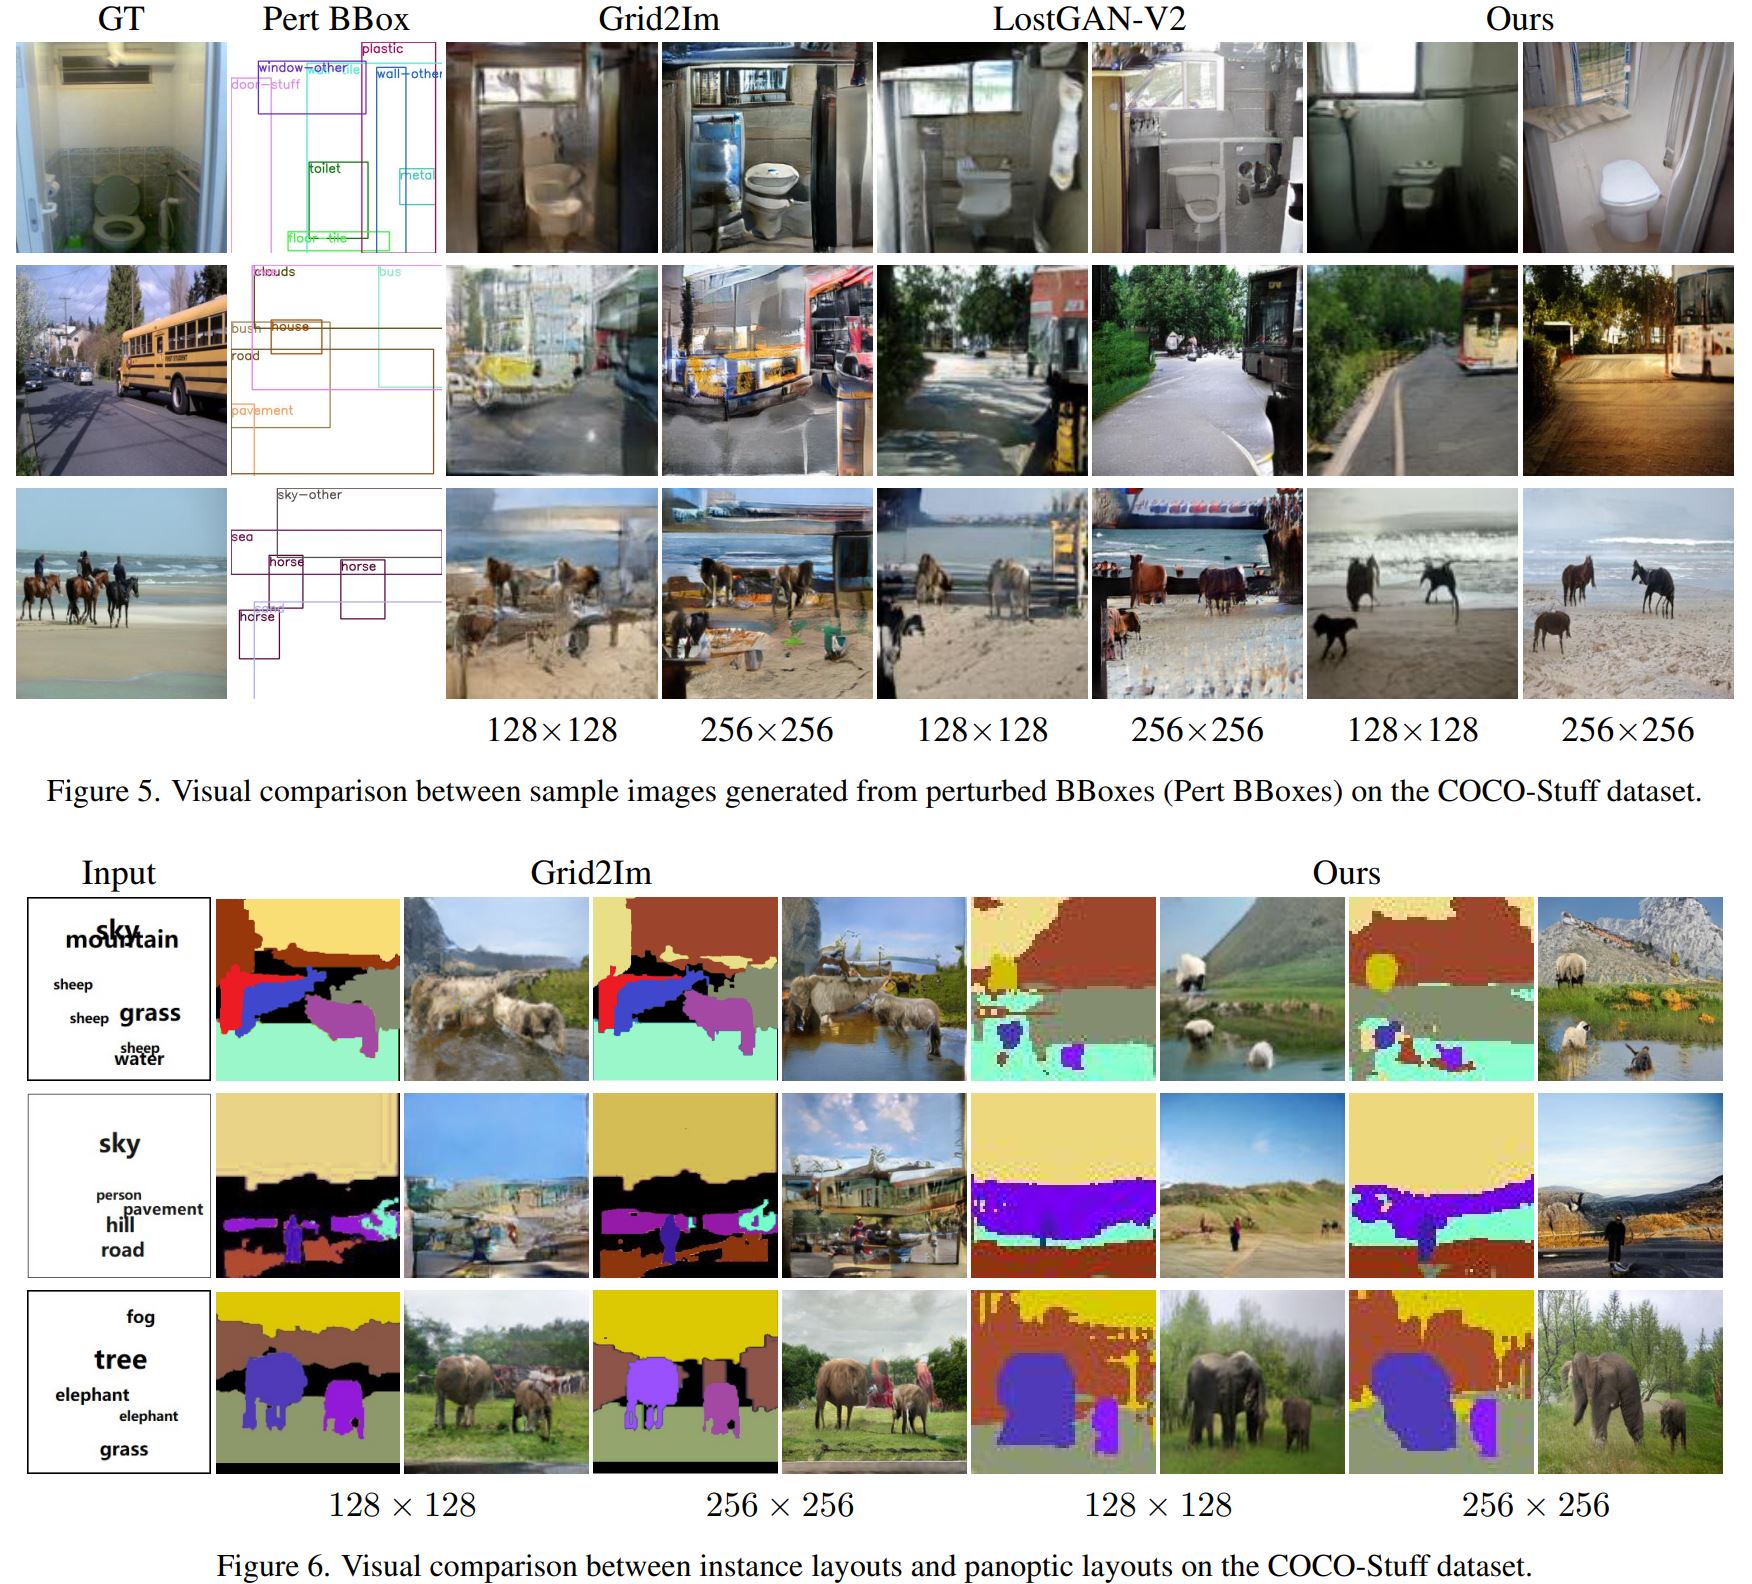 GT Pert BBox Grid2Im LostGAN-V2 Ours
plastic
window-other
wall-other
door-stuff
toilet
metal
floor-tile
clouds bus
bush house
road
pavement
sky-other
sea
horse horse
horse
128×128 256×256 128×128 256×256 128×128 256×256
Figure 5. Visual comparison between sample images generated from perturbed BBoxes (Pert BBoxes) on the COCO-Stuff dataset.
Input Grid2Im Ours
sky
mountain
sheep
grass
sheep
sheep
water
sky
person
pavement
hill
road
fog
tree
elephant
elephant
grass
128 × 128 256 × 256 128 × 128 256 × 256
Figure 6. Visual comparison between instance layouts and panoptic layouts on the COCO-Stuff dataset.